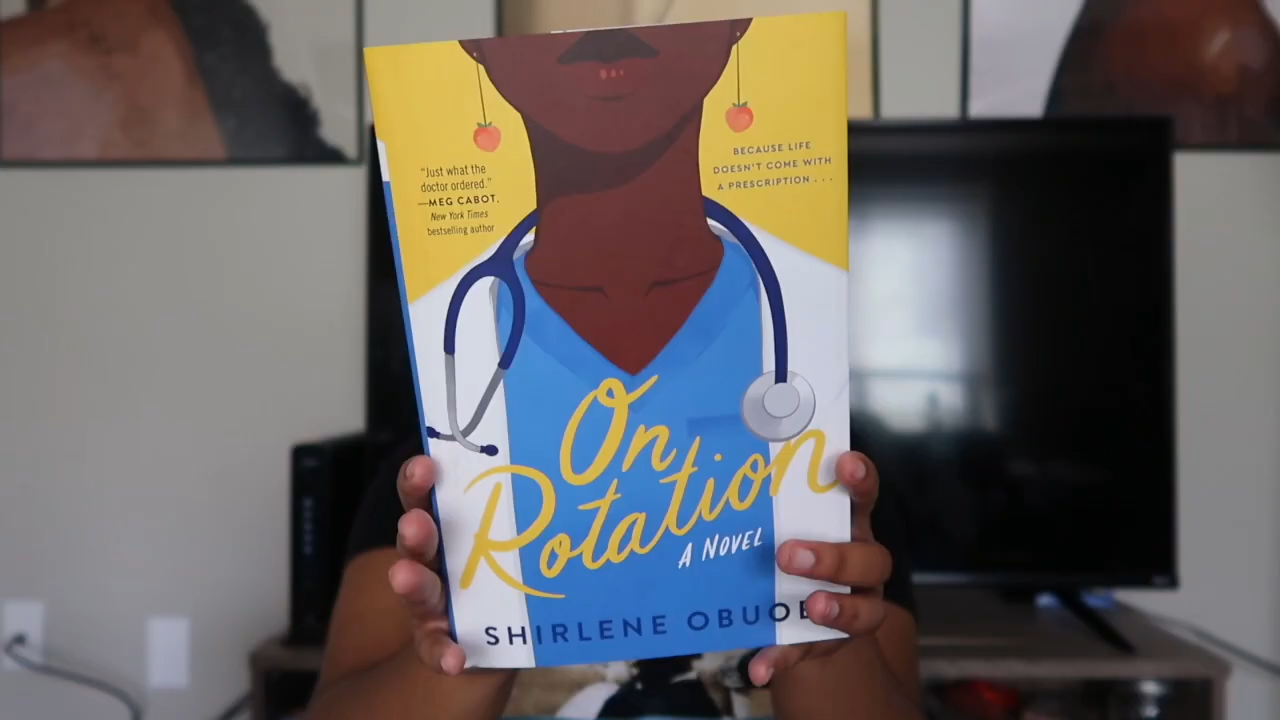 "Just what the
doctor ordered."
—MEG CABOT,
New York Times
bestselling author
BECAUSE LIFE
DOESN'T COME WITH
A PRESCRIPTION . . .
On
Rotation
A NOVEL
SHIRLENE